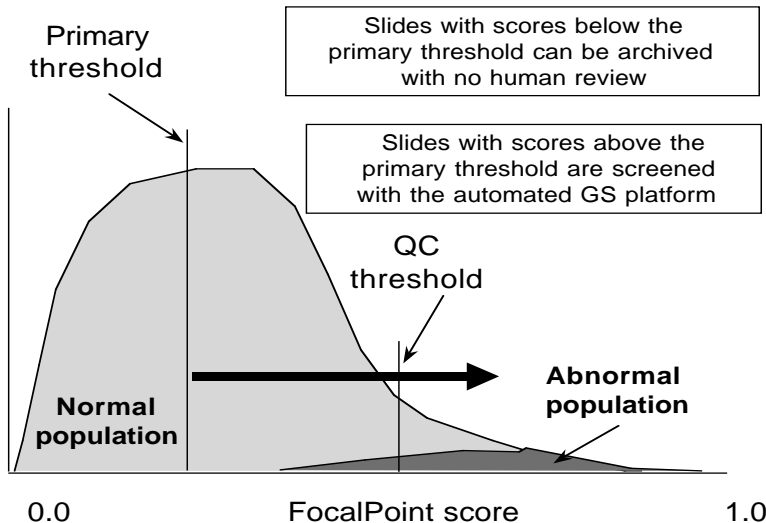 Primary
threshold
Slides with scores below the
primary threshold can be archived
with no human review
Slides with scores above the
primary threshold are screened
with the automated GS platform
QC
threshold
Normal
population
Abnormal
population
0.0
FocalPoint score
1.0